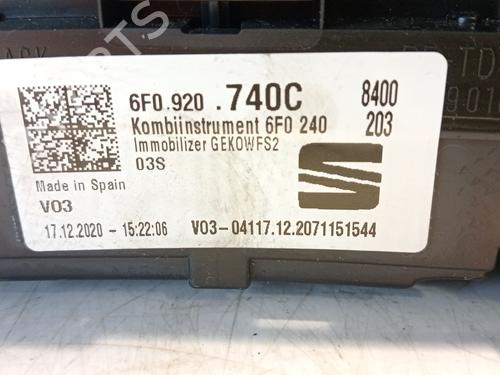 6F0.920 .740C 8400
Kombiinstrument 6F0 240 203
Immobilizer GEKOWFS2
03S
Made in Spain
V03
17.12.2020 - 15:22:06 V03-04117.12.2071151544